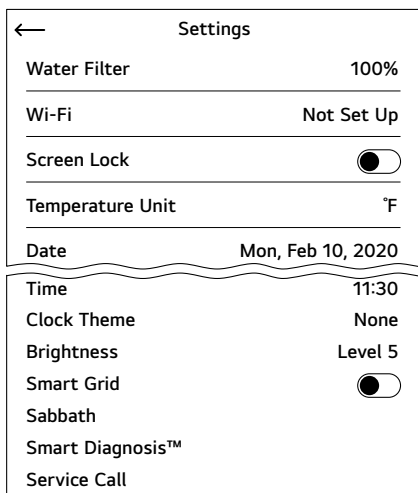 Settings
Water Filter 100%
Wi-Fi Not Set Up
Screen Lock
Temperature Unit °F
Date Mon, Feb 10, 2020
Time 11:30
Clock Theme None
Brightness Level 5
Smart Grid
Sabbath
Smart Diagnosis™
Service Call